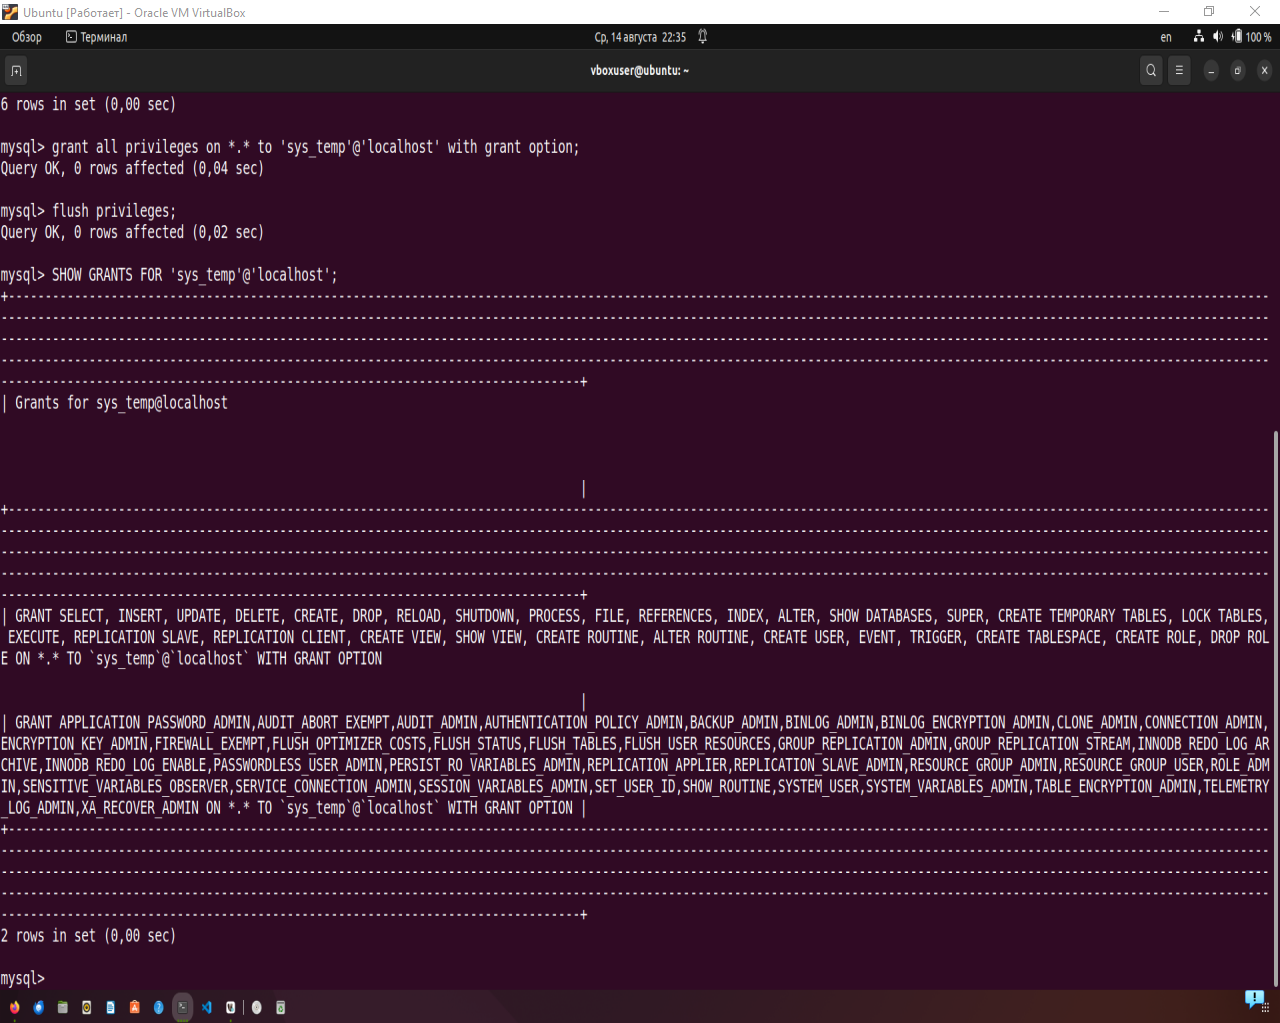 Ubuntu [Работает] - Oracle VM VirtualBox
Обзор Терминал Ср, 14 августа 22:35 en 100 %
vboxuser@ubuntu: ~
6 rows in set (0,00 sec)
mysql> grant all privileges on *.* to 'sys_temp'@'localhost' with grant option;
Query OK, 0 rows affected (0,04 sec)
mysql> flush privileges;
Query OK, 0 rows affected (0,02 sec)
mysql> SHOW GRANTS FOR 'sys_temp'@'localhost';
| Grants for sys_temp@localhost
|
| GRANT SELECT, INSERT, UPDATE, DELETE, CREATE, DROP, RELOAD, SHUTDOWN, PROCESS, FILE, REFERENCES, INDEX, ALTER, SHOW DATABASES, SUPER, CREATE TEMPORARY TABLES, LOCK TABLES,
EXECUTE, REPLICATION SLAVE, REPLICATION CLIENT, CREATE VIEW, SHOW VIEW, CREATE ROUTINE, ALTER ROUTINE, CREATE USER, EVENT, TRIGGER, CREATE TABLESPACE, CREATE ROLE, DROP ROL
E ON *.* TO `sys_temp`@`localhost` WITH GRANT OPTION
|
| GRANT APPLICATION_PASSWORD_ADMIN,AUDIT_ABORT_EXEMPT,AUDIT_ADMIN,AUTHENTICATION_POLICY_ADMIN,BACKUP_ADMIN,BINLOG_ADMIN,BINLOG_ENCRYPTION_ADMIN,CLONE_ADMIN,CONNECTION_ADMIN,
ENCRYPTION_KEY_ADMIN,FIREWALL_EXEMPT,FLUSH_OPTIMIZER_COSTS,FLUSH_STATUS,FLUSH_TABLES,FLUSH_USER_RESOURCES,GROUP_REPLICATION_ADMIN,GROUP_REPLICATION_STREAM,INNODB_REDO_LOG_AR
CHIVE,INNODB_REDO_LOG_ENABLE,PASSWORDLESS_USER_ADMIN,PERSIST_RO_VARIABLES_ADMIN,REPLICATION_APPLIER,REPLICATION_SLAVE_ADMIN,RESOURCE_GROUP_ADMIN,RESOURCE_GROUP_USER,ROLE_ADM
IN,SENSITIVE_VARIABLES_OBSERVER,SERVICE_CONNECTION_ADMIN,SESSION_VARIABLES_ADMIN,SET_USER_ID,SHOW_ROUTINE,SYSTEM_USER,SYSTEM_VARIABLES_ADMIN,TABLE_ENCRYPTION_ADMIN,TELEMETRY
_LOG_ADMIN,XA_RECOVER_ADMIN ON *.* TO `sys_temp`@`localhost` WITH GRANT OPTION |
2 rows in set (0,00 sec)
mysql>